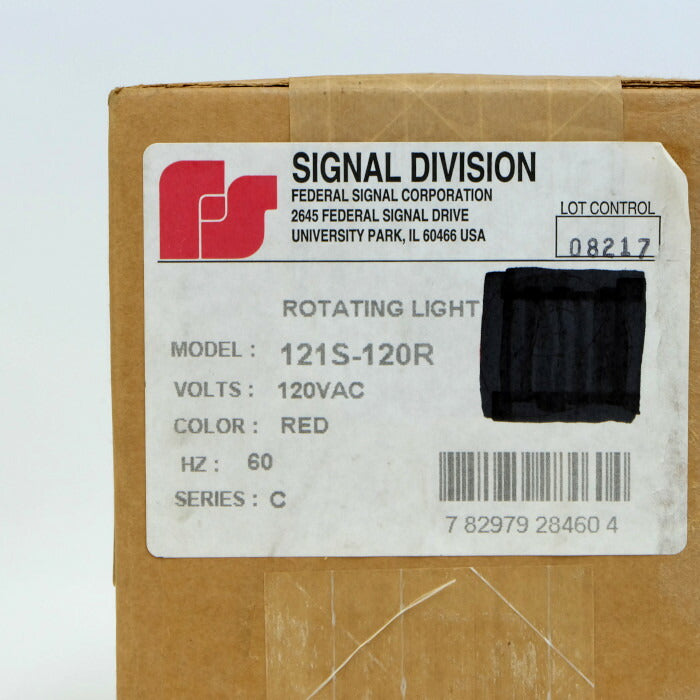 SIGNAL DIVISION
FEDERAL SIGNAL CORPORATION
2645 FEDERAL SIGNAL DRIVE
UNIVERSITY PARK, IL 60466 USA
LOT CONTROL
08217
ROTATING LIGHT
MODEL : 121S-120R
VOLTS : 120VAC
COLOR : RED
HZ : 60
SERIES : C
7 82979 28460 4